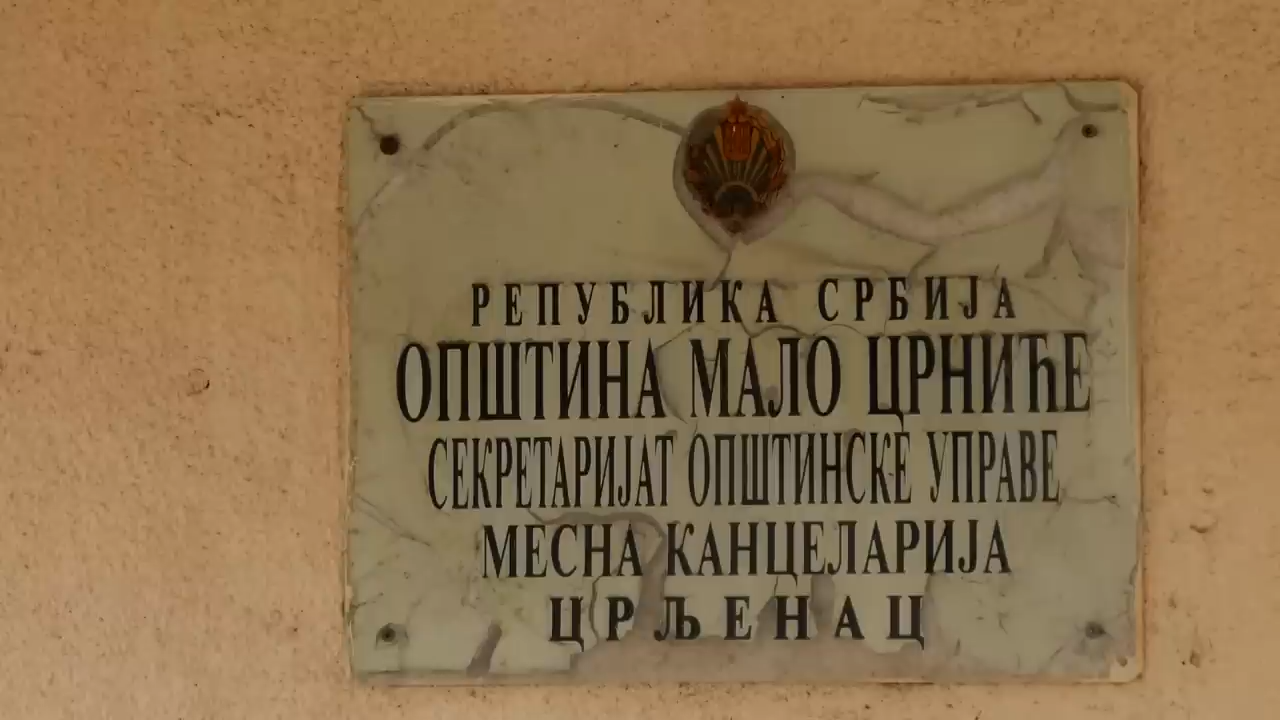 РЕПУБЛИКА СРБИЈА
ОПШТИНА МАЛО ЦРНИЋЕ
СЕКРЕТАРИЈАТ ОПШТИНСКЕ УПРАВЕ
МЕСНА КАНЦЕЛАРИЈА
ЦРЉЕНАЦ